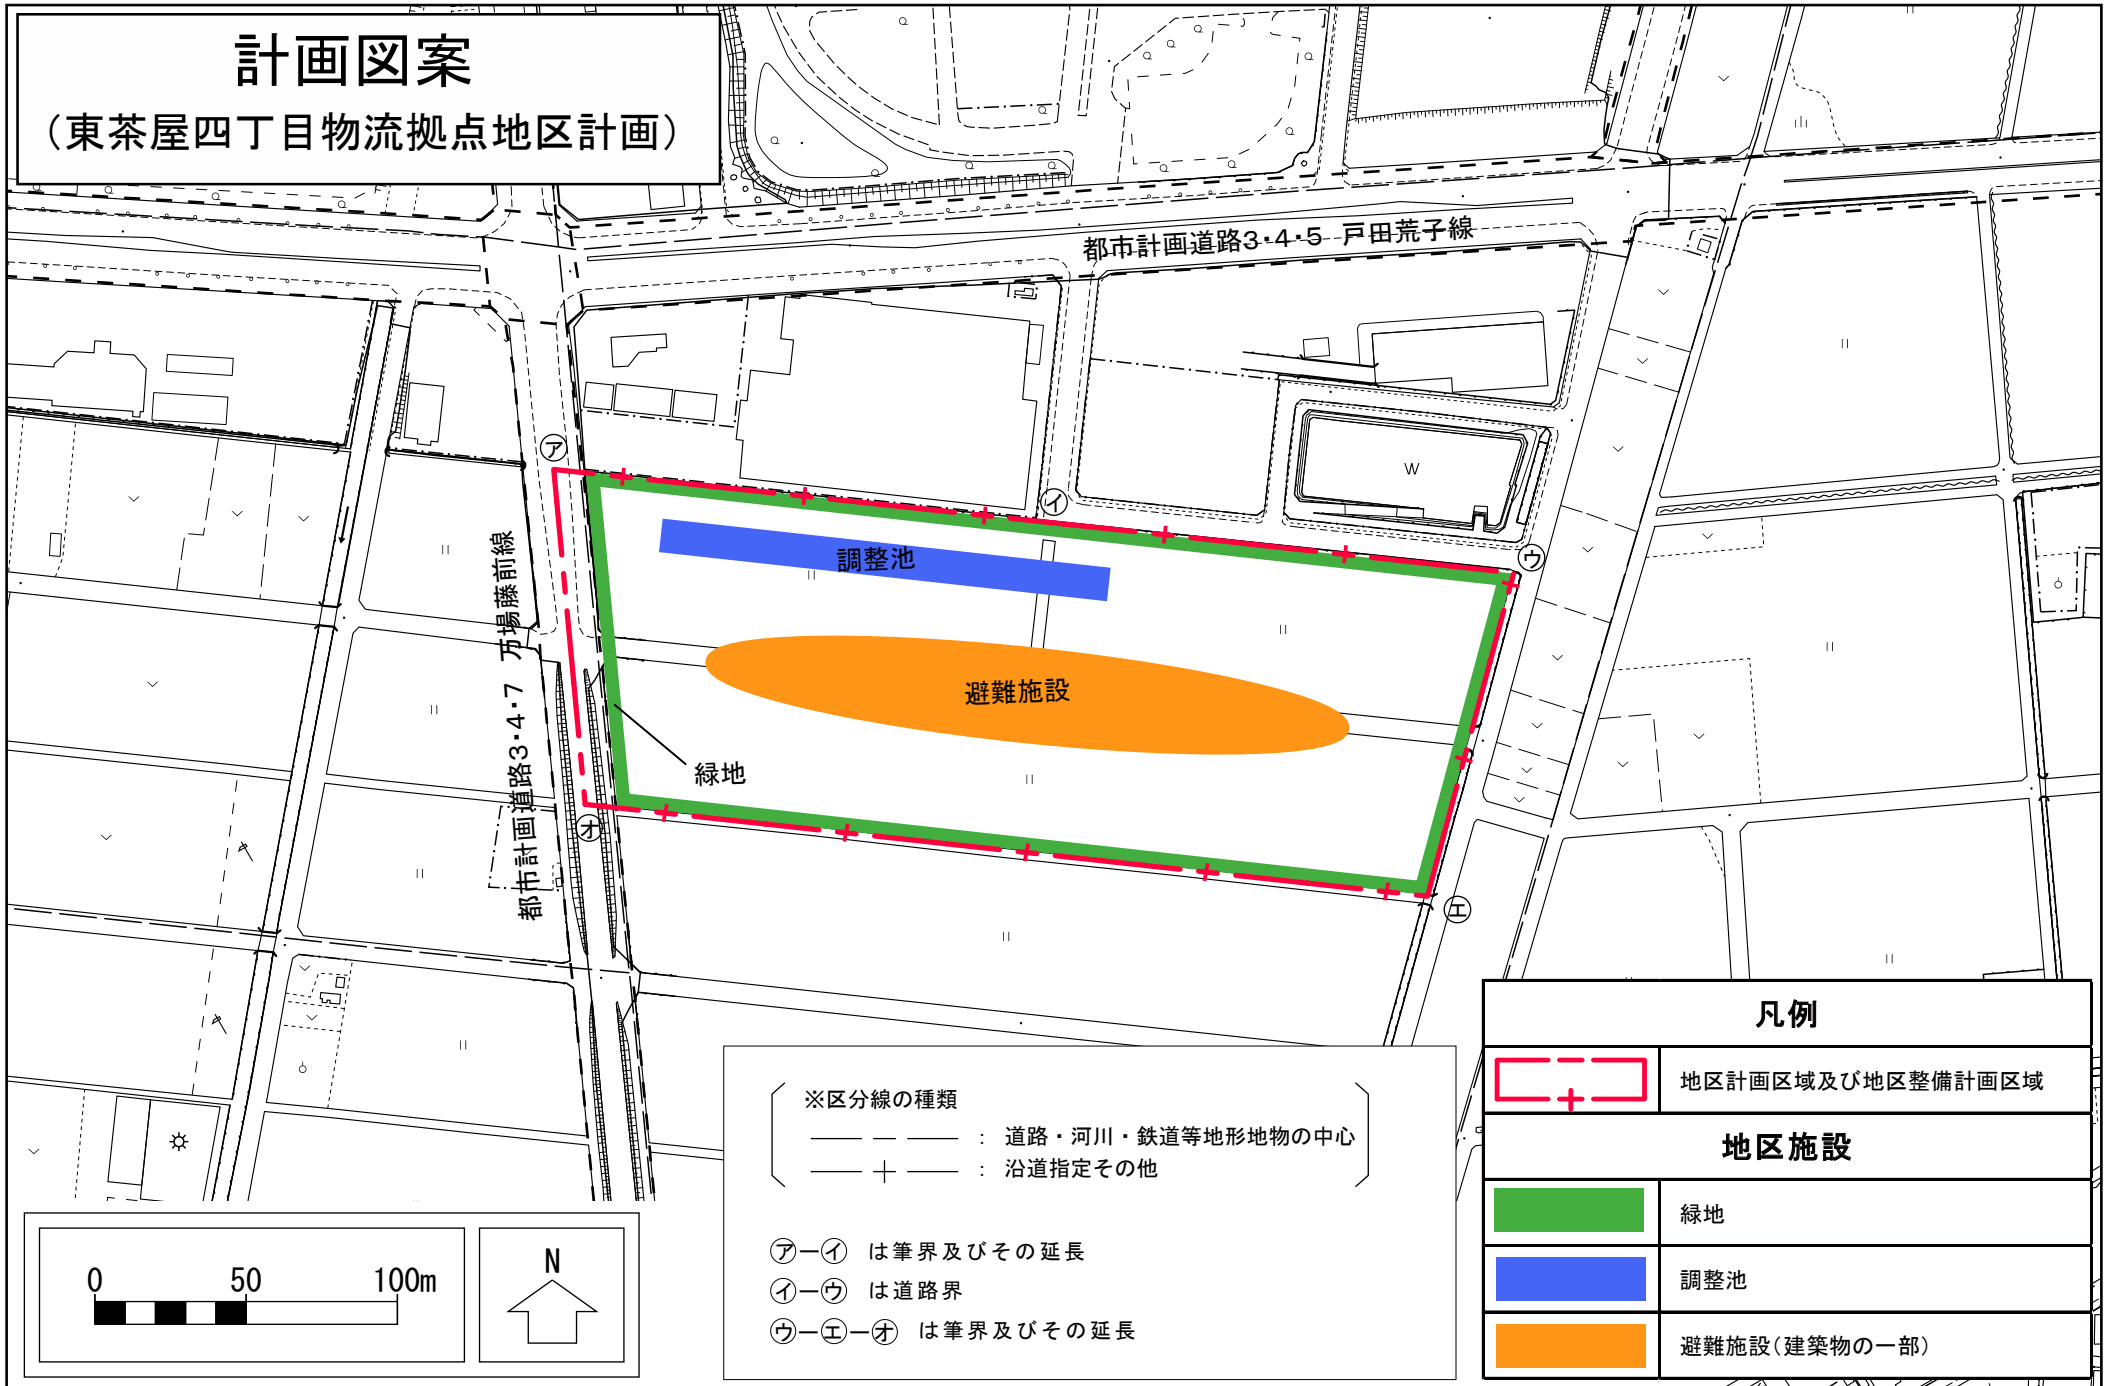 計画図案
（東茶屋四丁目物流拠点地区計画）
都市計画道路3・4・5 戸田荒子線
都市計画道路3・4・7 万場藤前線
㋐
㋑
㋒
W
調整池
避難施設
緑地
㋔
㋓
※区分線の種類
： 道路・河川・鉄道等地形地物の中心
： 沿道指定その他
㋐ー㋑ は筆界及びその延長
㋑ー㋒ は道路界
㋒ー㋓ー㋔ は筆界及びその延長
0 50 100m
N
凡例
地区計画区域及び地区整備計画区域
地区施設
緑地
調整池
避難施設（建築物の一部）